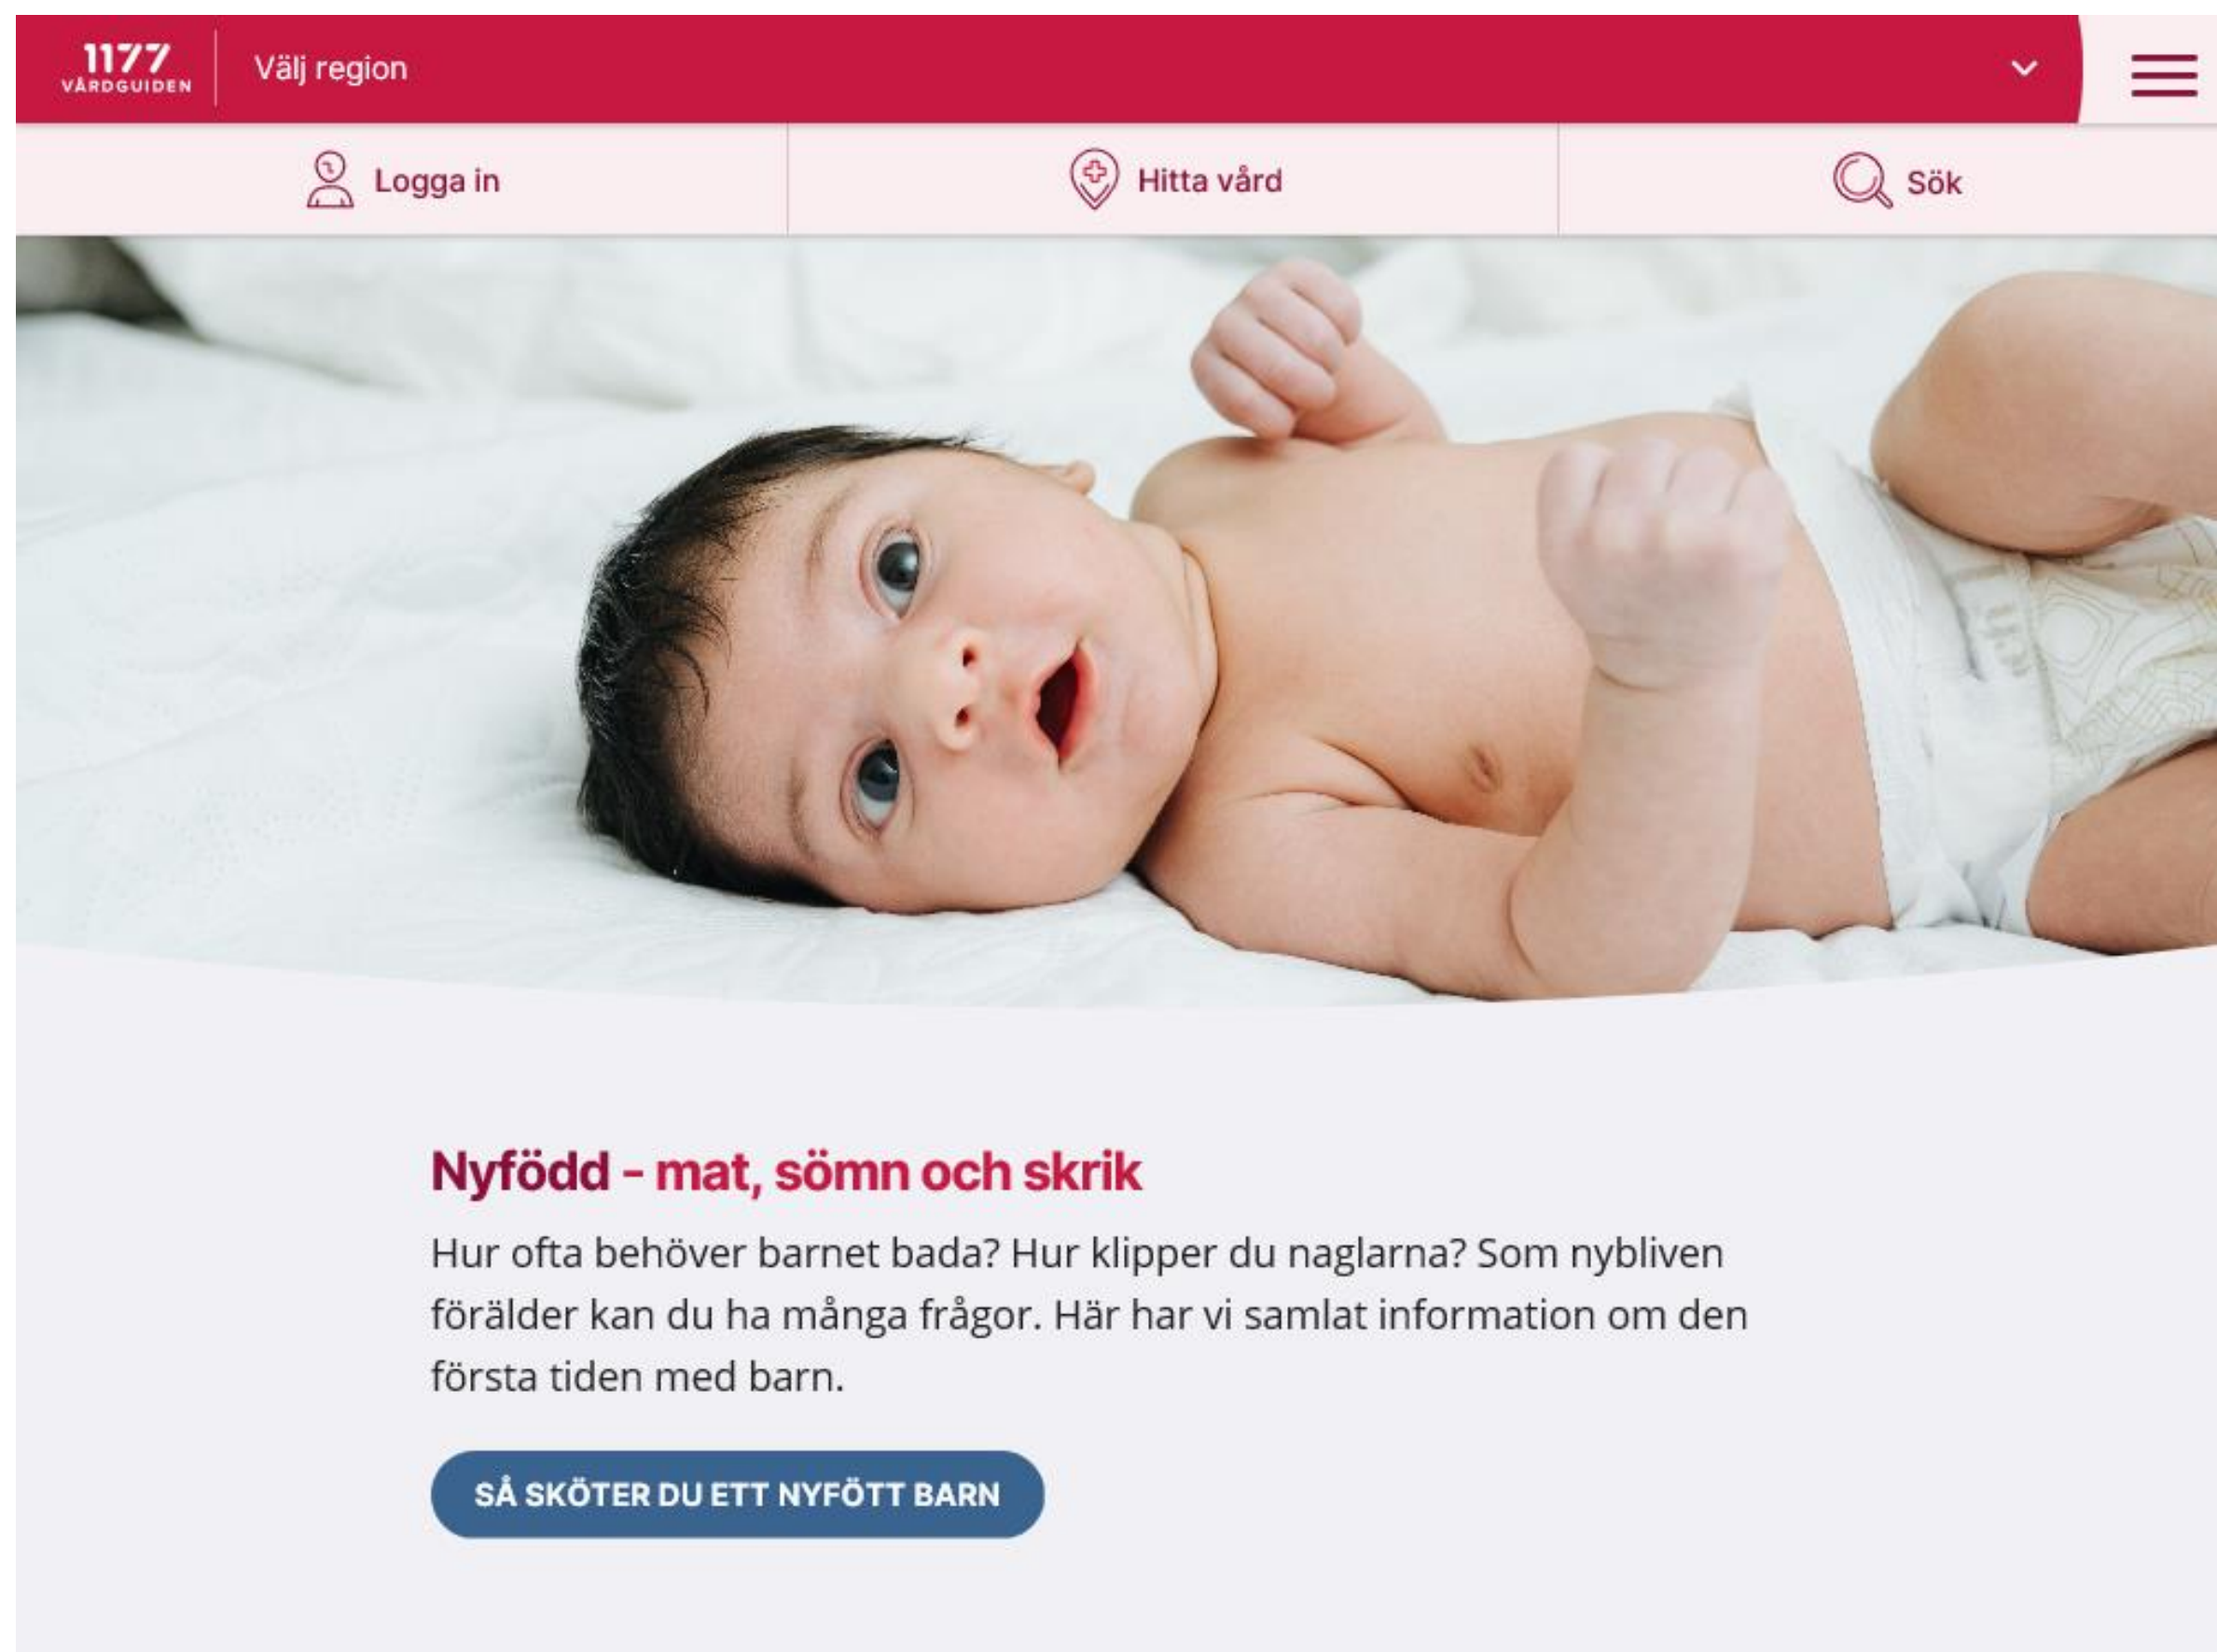 1177
VÅRDGUIDEN
Välj region
Logga in
Hitta vård
Sök
Nyfödd - mat, sömn och skrik
Hur ofta behöver barnet bada? Hur klipper du naglarna? Som nybliven
förälder kan du ha många frågor. Här har vi samlat information om den
första tiden med barn.
SÅ SKÖTER DU ETT NYFÖTT BARN